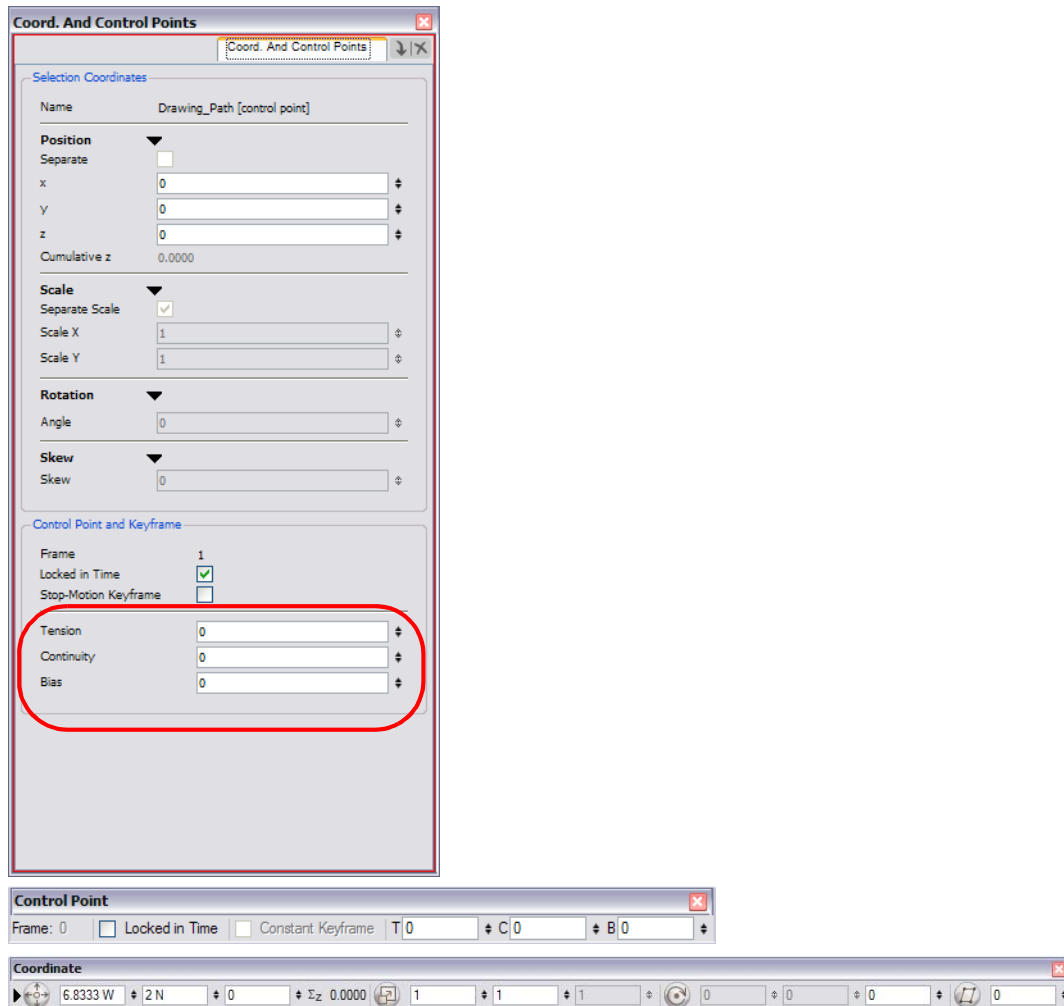 Coord. And Control Points
Coord. And Control Points
Selection Coordinates
Name Drawing_Path [control point]
Position
Separate
x 0
y 0
z 0
Cumulative z 0.0000
Scale
Separate Scale
Scale X 1
Scale Y 1
Rotation
Angle 0
Skew
Skew 0
Control Point and Keyframe
Frame 1
Locked in Time
Stop-Motion Keyframe
Tension 0
Continuity 0
Bias 0
Control Point
Frame: 0 Locked in Time Constant Keyframe T 0 C 0 B 0
Coordinate
6.8333 W 2 N 0 Σz 0.0000 1 1 1 0 0 0 0